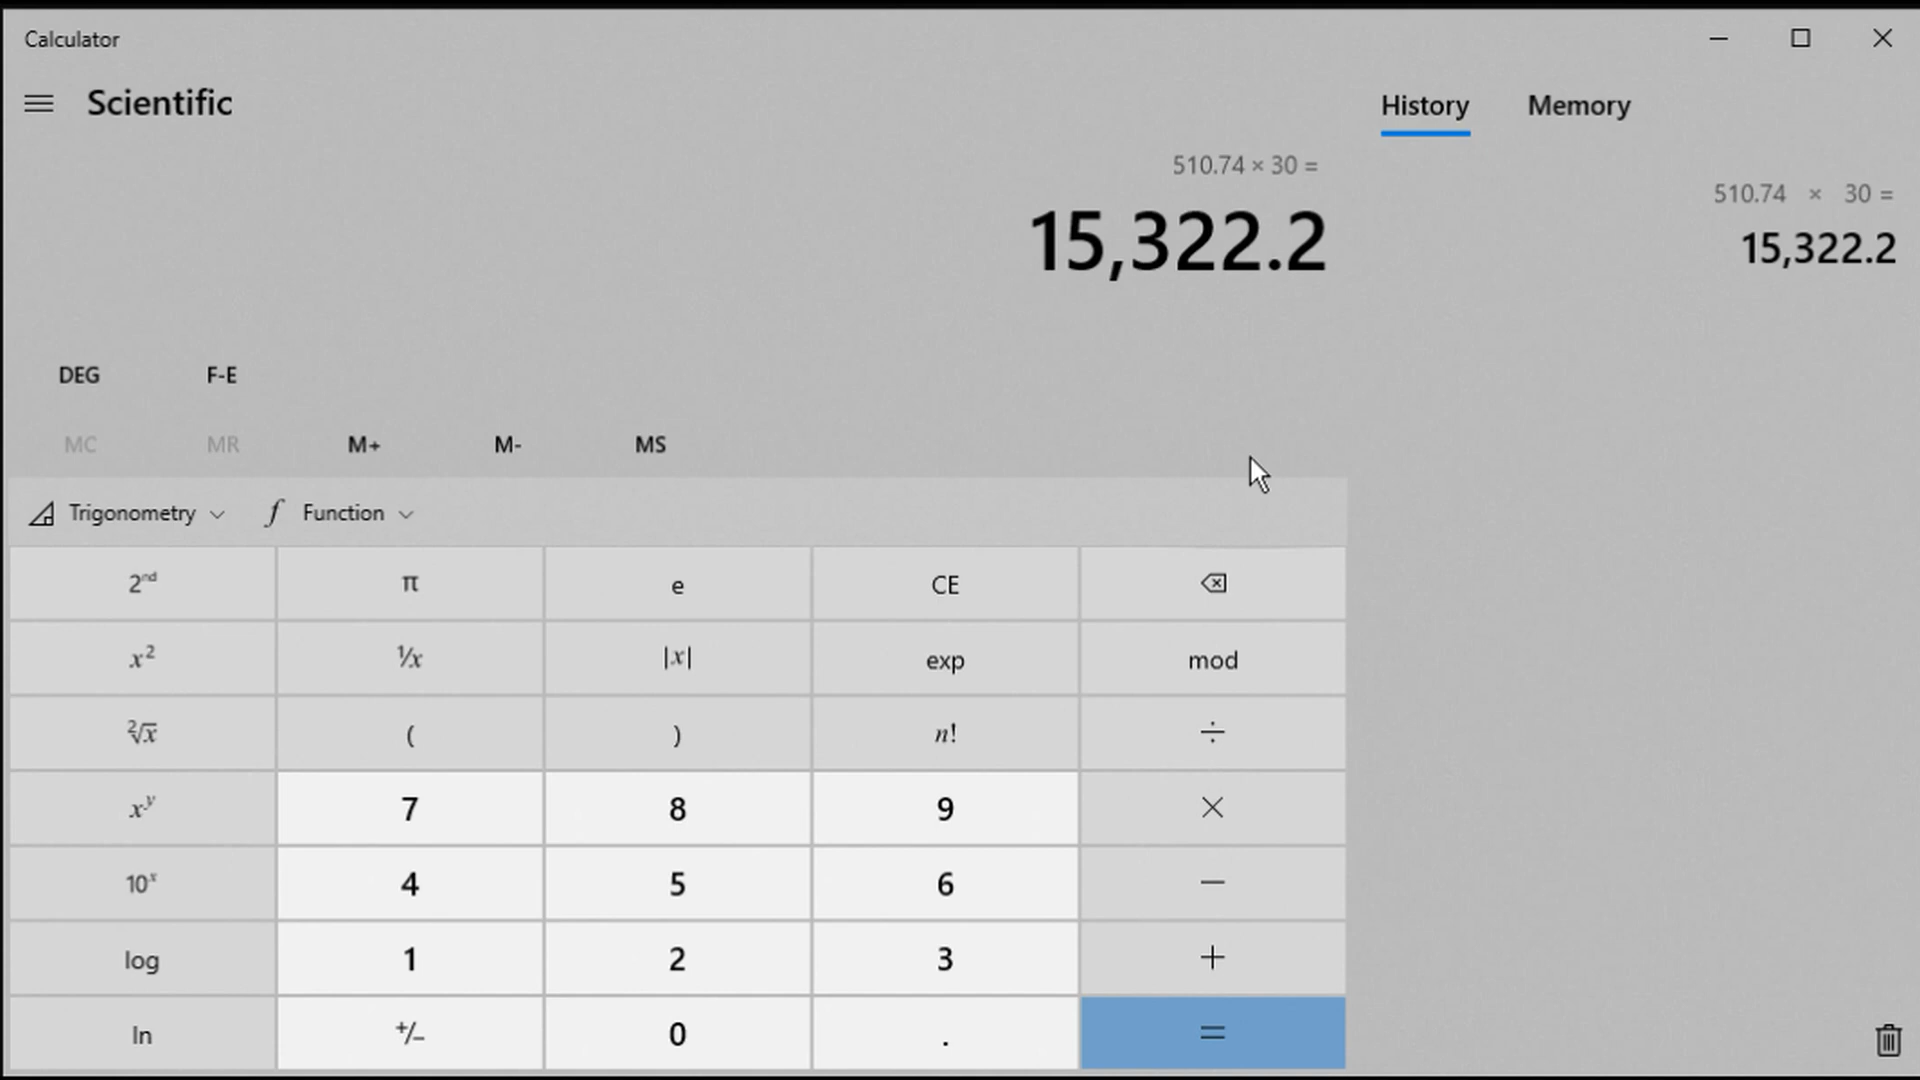 Calculator
Scientific
History Memory
510.74 × 30 =
15,322.2
510.74 × 30 =
15,322.2
DEG F-E
MC MR M+ M- MS
Trigonometry f Function
2ⁿᵈ π e CE
x² ¹/x |x| exp mod
²√x ( ) n! ÷
xʸ 7 8 9 ×
10ˣ 4 5 6 −
log 1 2 3 +
ln +/− 0 . =